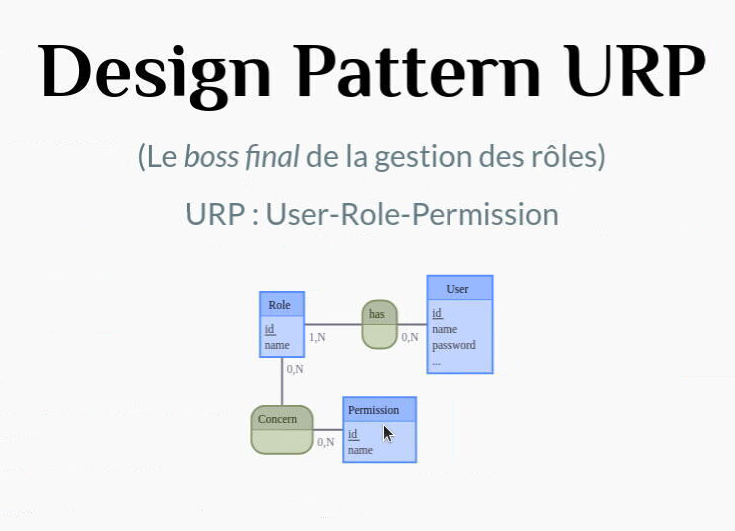 Design Pattern URP
(Le boss final de la gestion des rôles)
URP : User-Role-Permission
Role
id
name
1,N
has
0,N
User
id
name
password
...
0,N
Concern
0,N
Permission
id
name